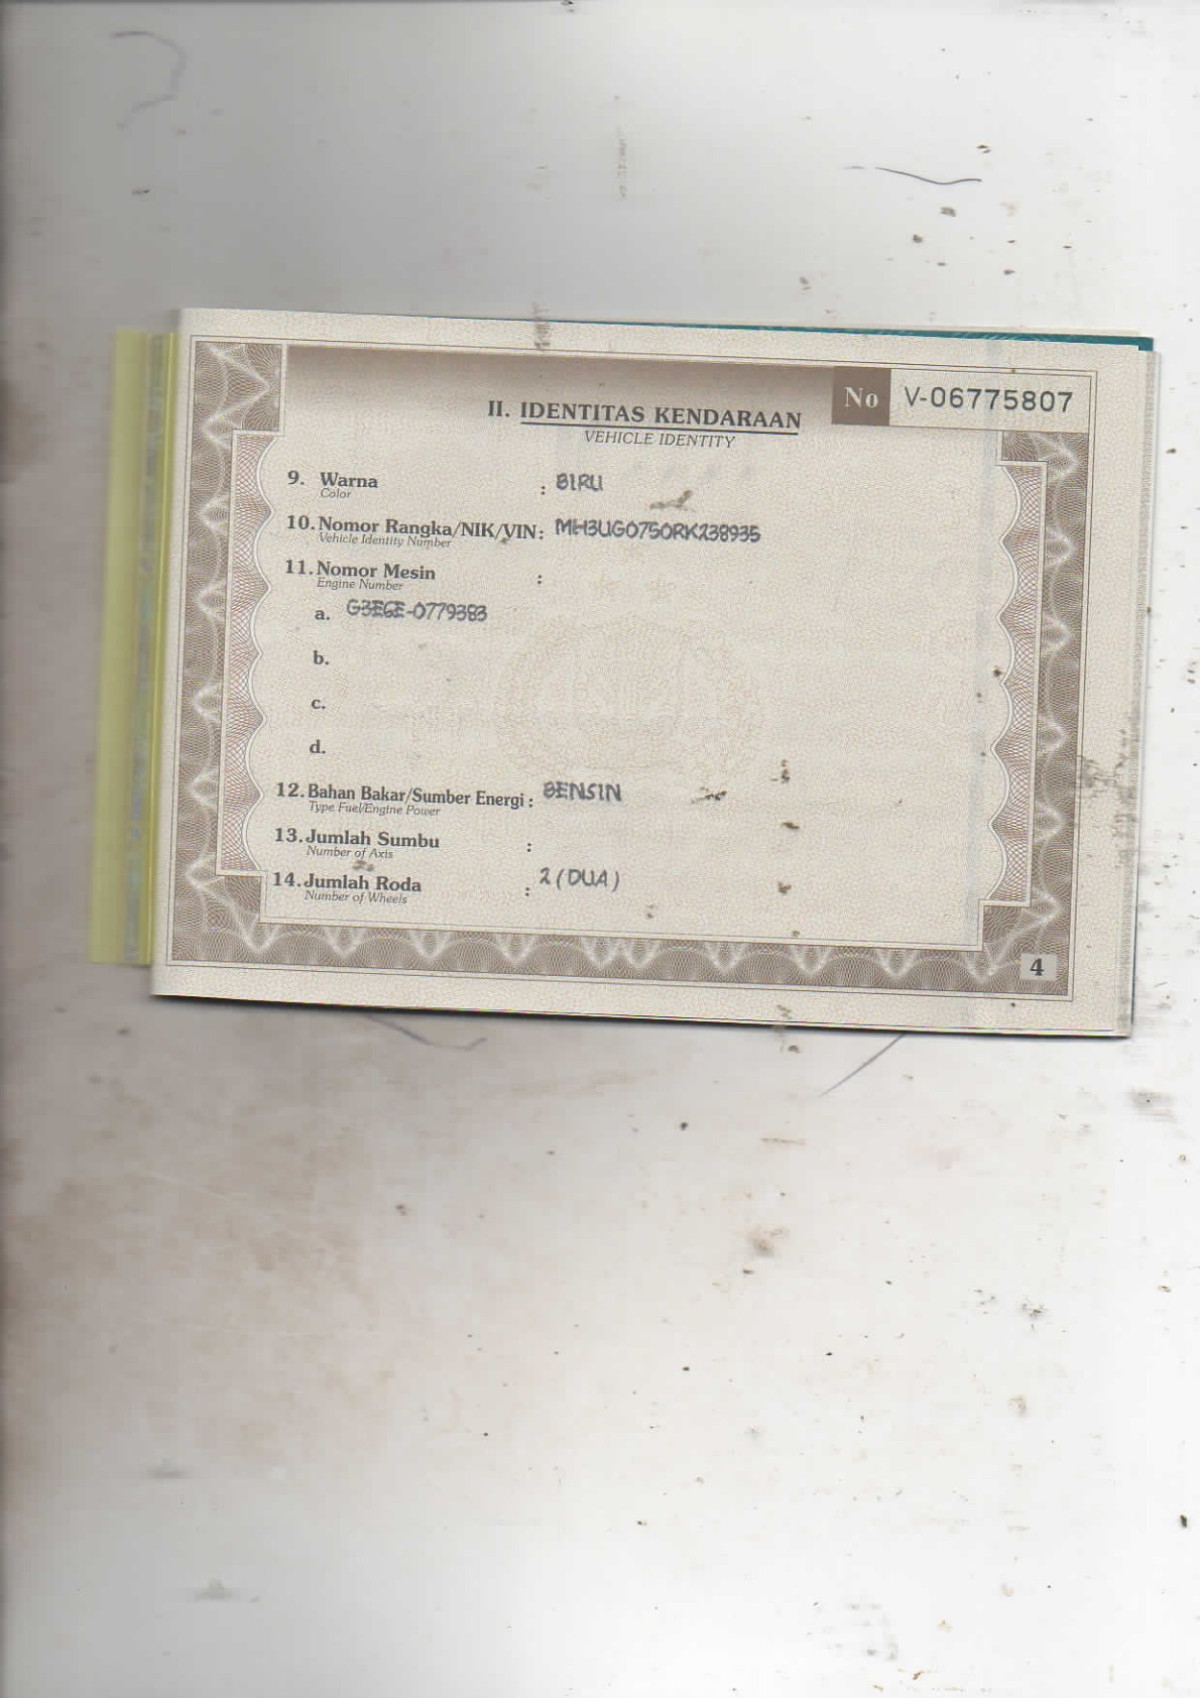 No V-06775807
II. IDENTITAS KENDARAAN
VEHICLE IDENTITY
9. Warna : BIRU
Color
10. Nomor Rangka/NIK/VIN : MH3UG0750RK238935
Vehicle Identity Number
11. Nomor Mesin :
Engine Number
a. G3E6E-0779383
b.
c.
d.
12. Bahan Bakar/Sumber Energi : BENSIN
Type Fuel/Engine Power
13. Jumlah Sumbu :
Number of Axis
14. Jumlah Roda : 2 (DUA)
Number of Wheels
4